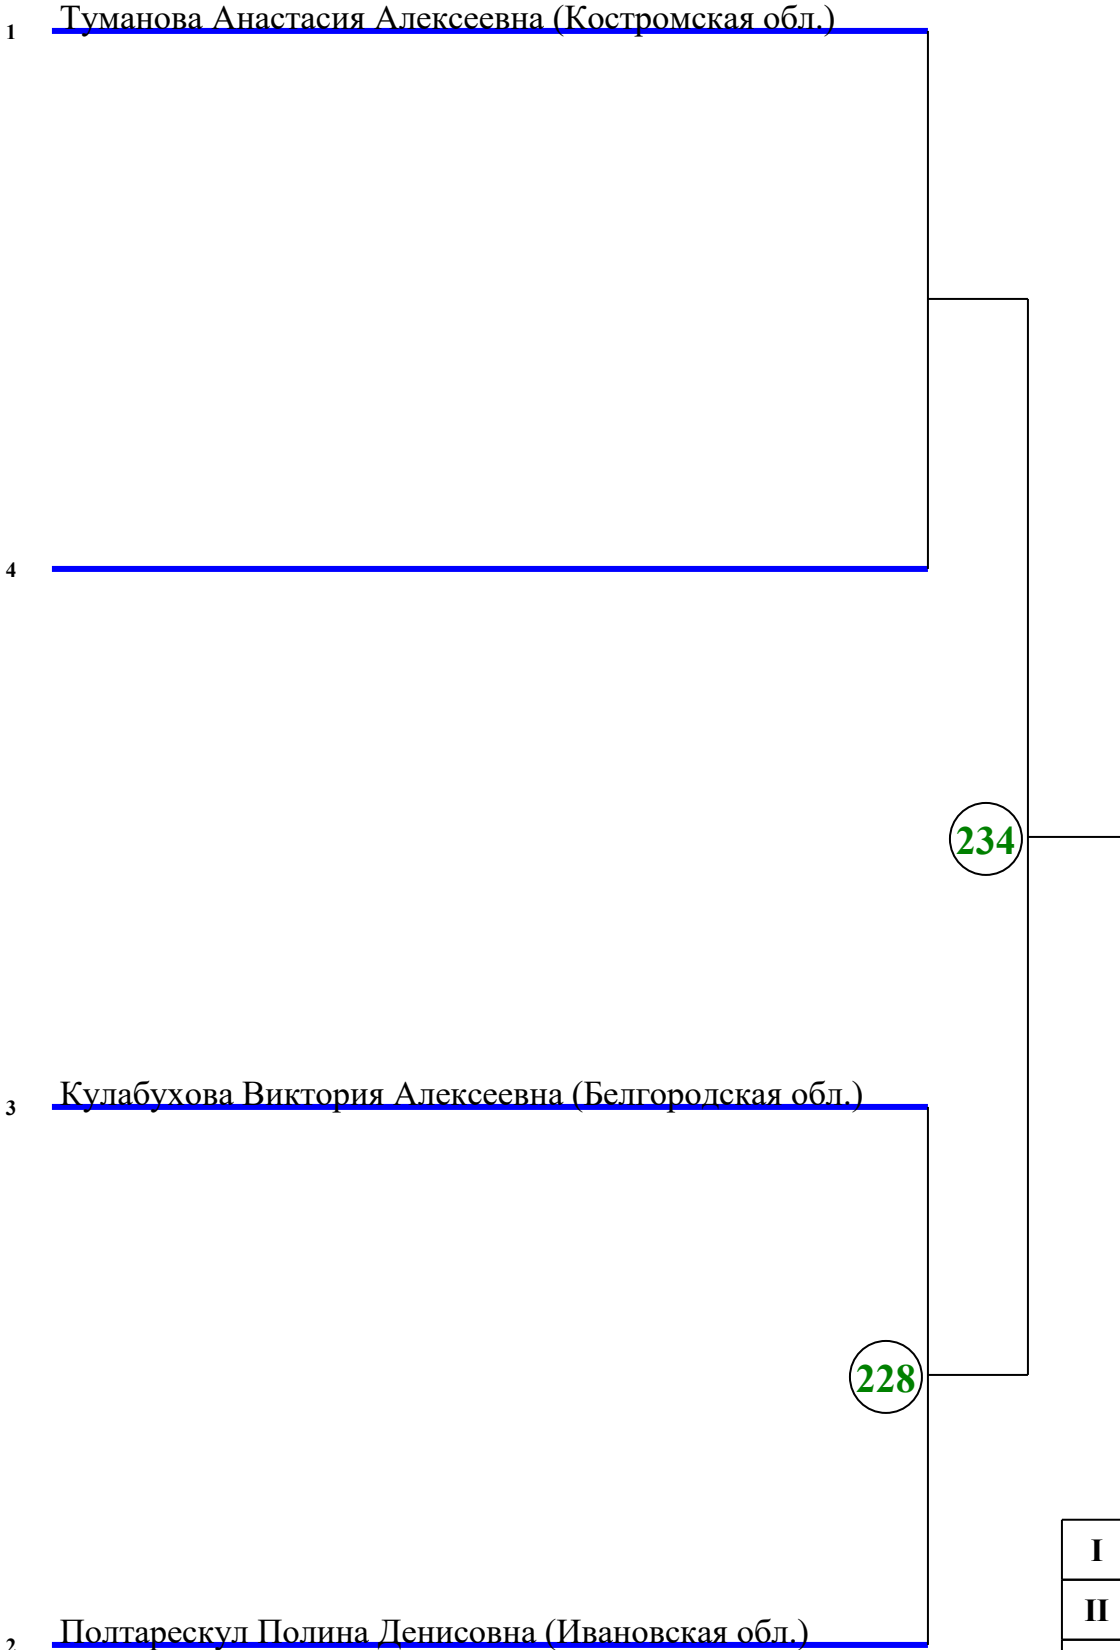 1 Туманова Анастасия Алексеевна (Костромская обл.)
4
234
3 Кулабухова Виктория Алексеевна (Белгородская обл.)
228
I
II
2 Полтарескул Полина Денисовна (Ивановская обл.)